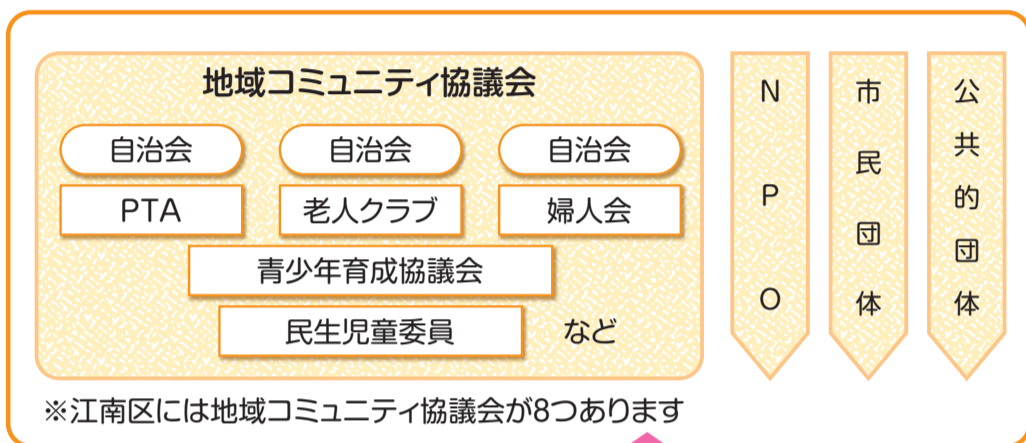 地域コミュニティ協議会
自治会
自治会
自治会
PTA
老人クラブ
婦人会
青少年育成協議会
民生児童委員
など
NPO
市民団体
公共的団体
※江南区には地域コミュニティ協議会が8つあります